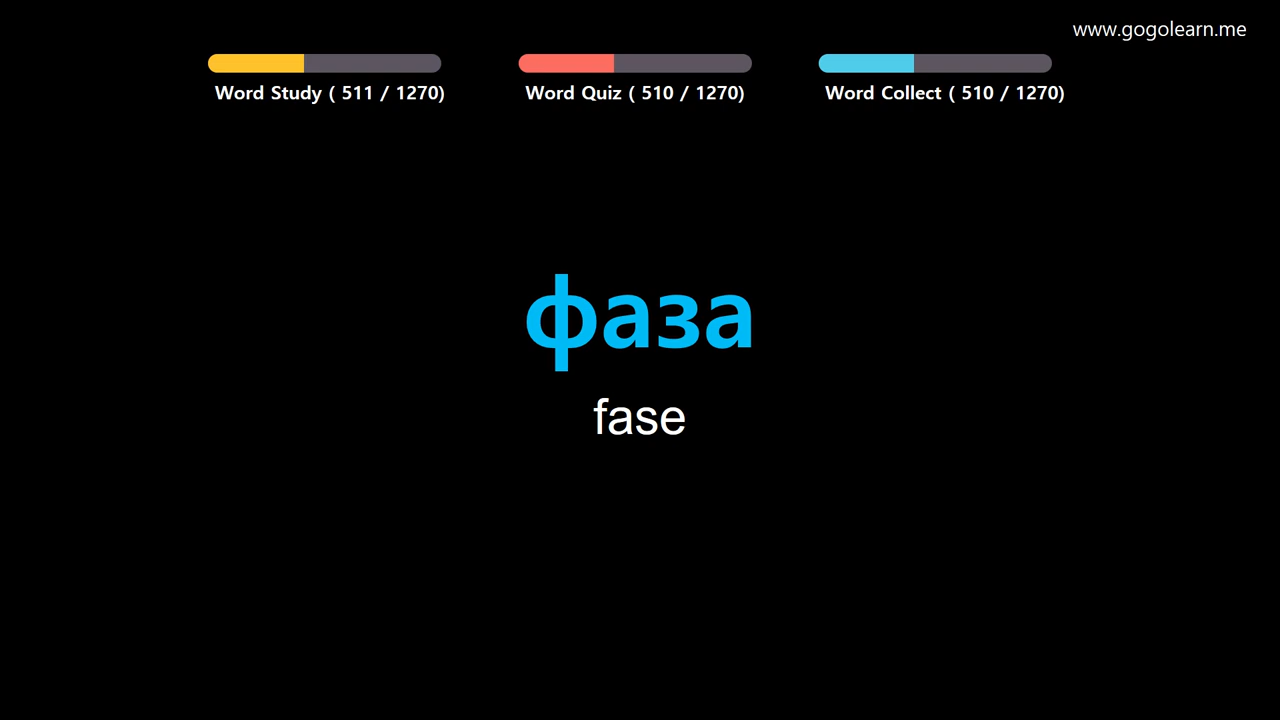 www.gogolearn.me
Word Study ( 511 / 1270)
Word Quiz ( 510 / 1270)
Word Collect ( 510 / 1270)
фаза
fase